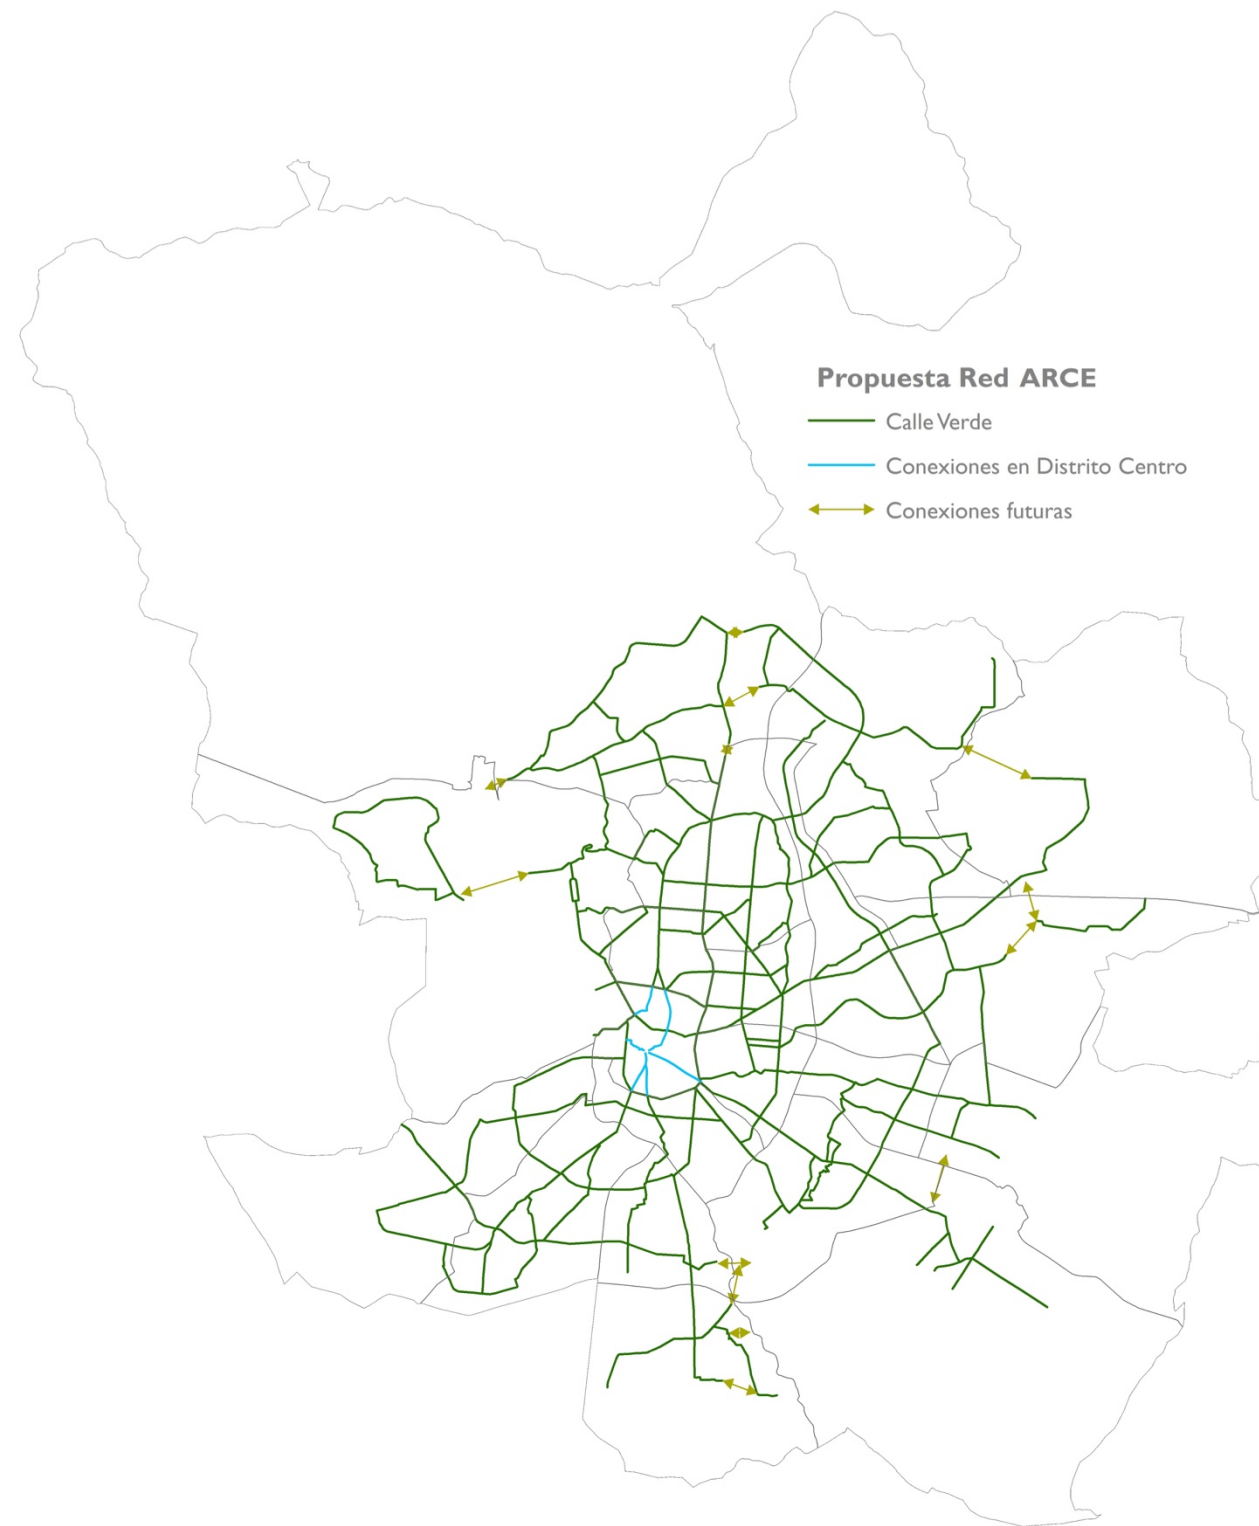 Propuesta Red ARCE
Calle Verde
Conexiones en Distrito Centro
Conexiones futuras